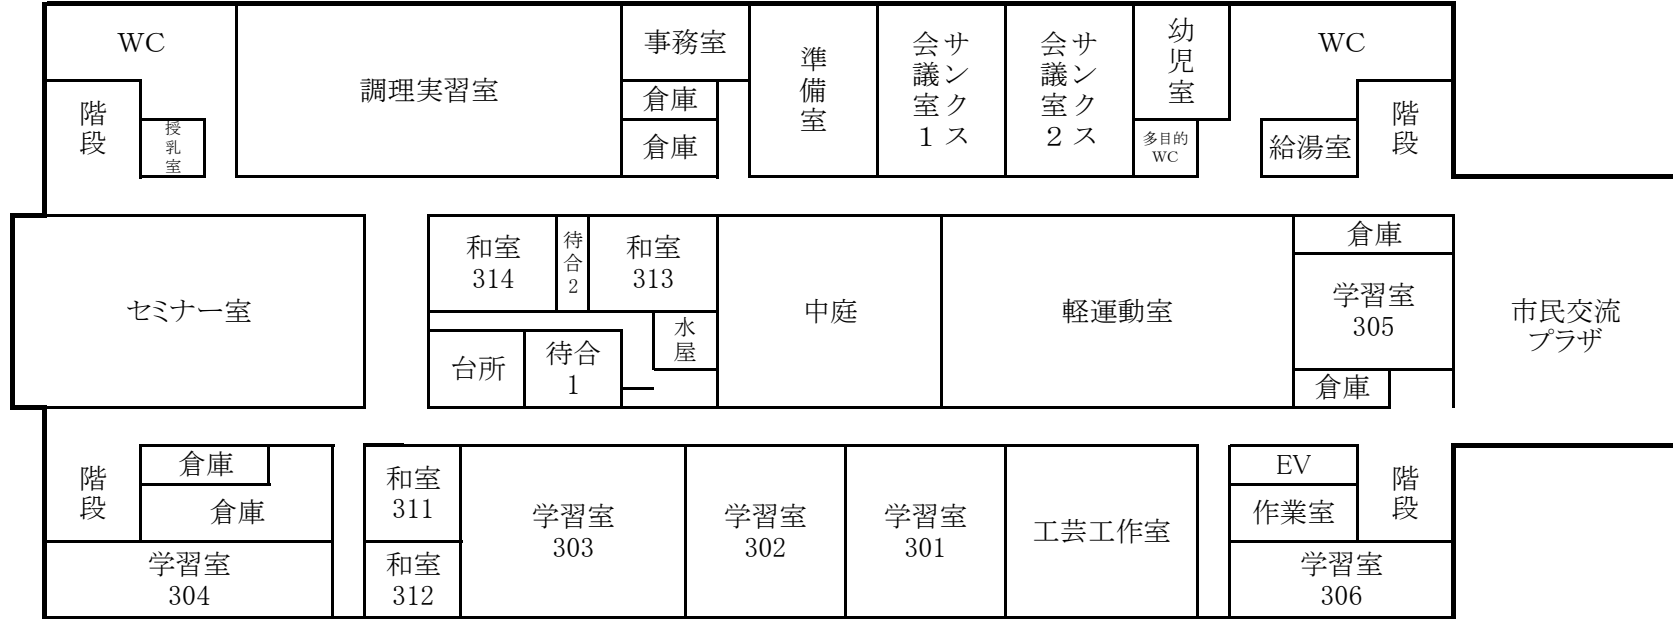 WC
調理実習室
事務室
倉庫
倉庫
準備室
サンクス
会議室1
サンクス
会議室2
幼児室
多目的
WC
WC
給湯室
階段
階段
授乳室
セミナー室
和室
314
待合2
和室
313
水屋
台所
待合
1
中庭
軽運動室
倉庫
学習室
305
倉庫
市民交流
プラザ
階段
倉庫
倉庫
学習室
304
和室
311
和室
312
学習室
303
学習室
302
学習室
301
工芸工作室
EV
作業室
階段
学習室
306